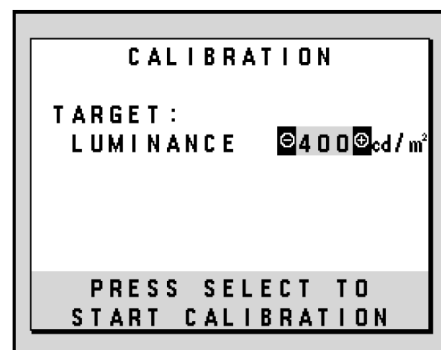 CALIBRATION
TARGET:
LUMINANCE ⊖400⊕cd/m²
PRESS SELECT TO
START CALIBRATION